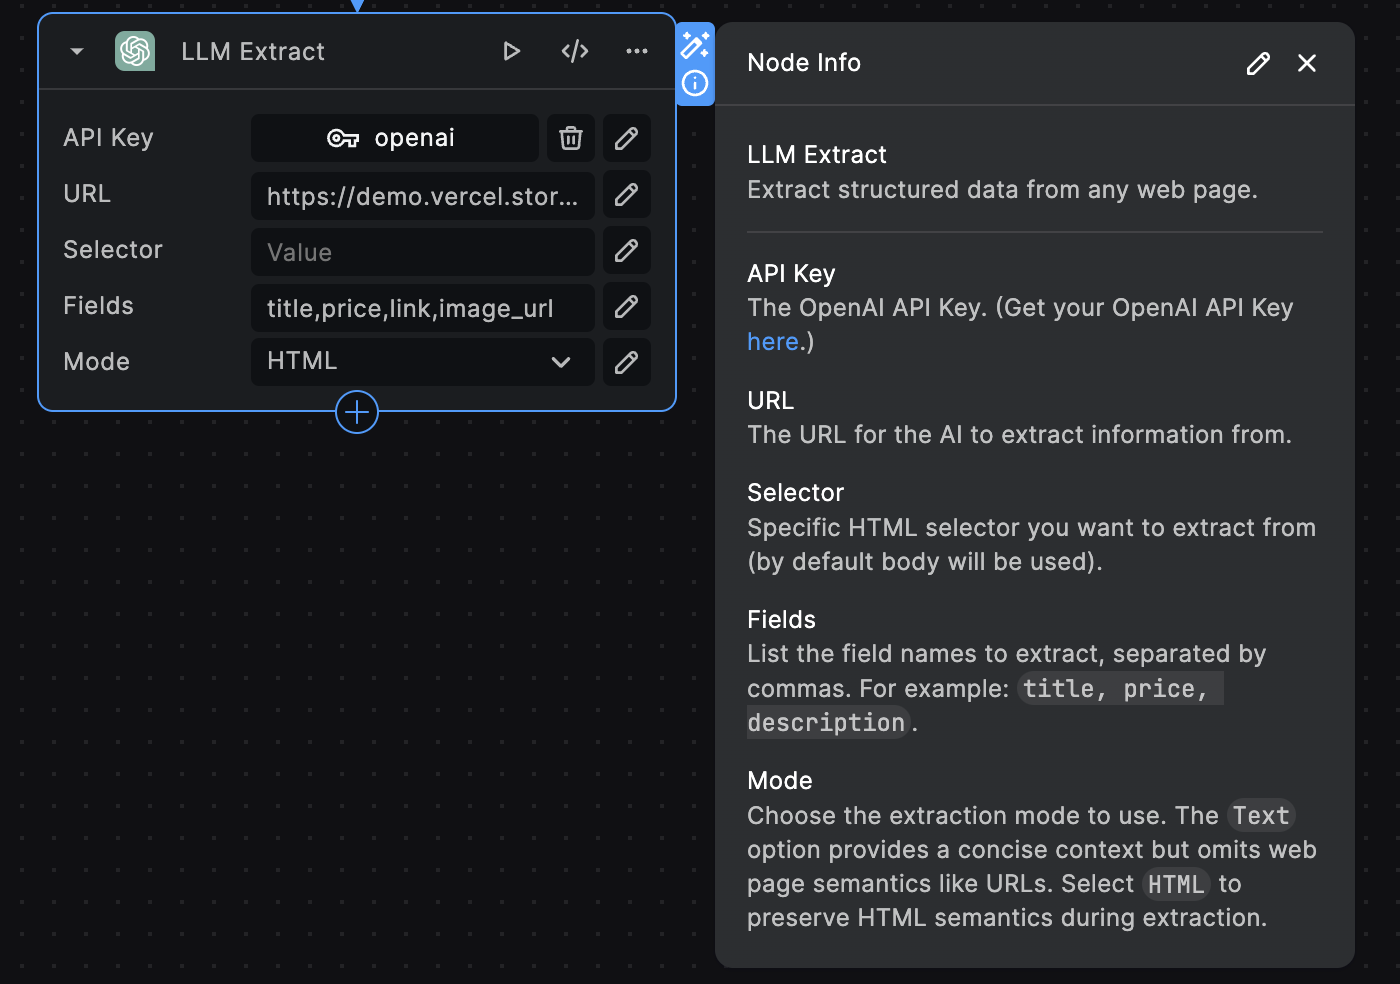 LLM Extract
API Key
openai
URL
https://demo.vercel.stor...
Selector
Value
Fields
title,price,link,image_url
Mode
HTML
Node Info
LLM Extract
Extract structured data from any web page.
API Key
The OpenAI API Key. (Get your OpenAI API Key
here.)
URL
The URL for the AI to extract information from.
Selector
Specific HTML selector you want to extract from
(by default body will be used).
Fields
List the field names to extract, separated by
commas. For example: title, price,
description.
Mode
Choose the extraction mode to use. The Text
option provides a concise context but omits web
page semantics like URLs. Select HTML to
preserve HTML semantics during extraction.